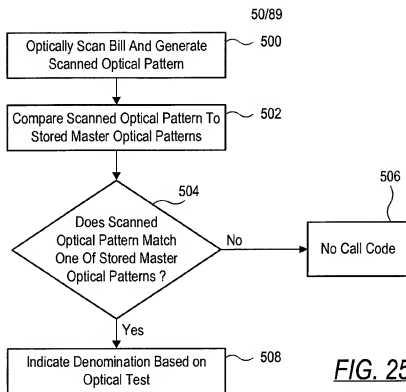 50/89
Optically Scan Bill And Generate
Scanned Optical Pattern
500
Compare Scanned Optical Pattern To
Stored Master Optical Patterns
502
504
Does Scanned
Optical Pattern Match
One Of Stored Master
Optical Patterns ?
No
506
No Call Code
Yes
Indicate Denomination Based on
Optical Test
508
FIG. 25